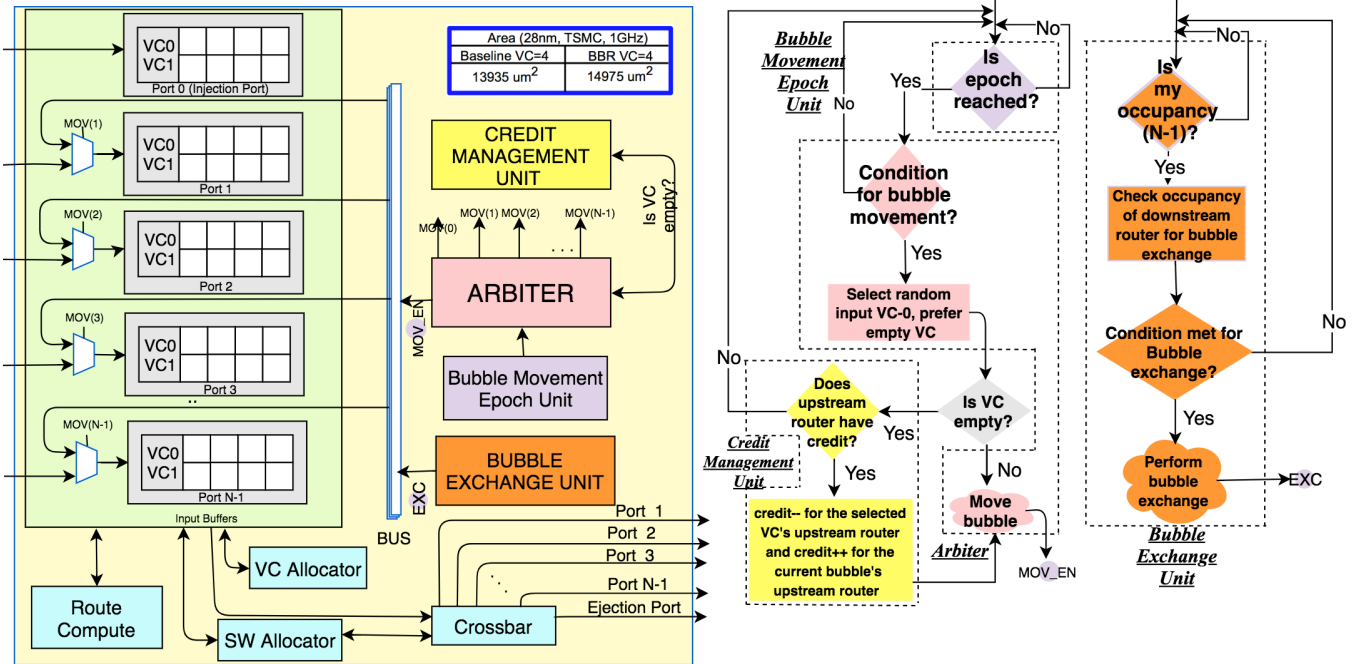 VC0
VC1
Port 0 (Injection Port)
MOV(1)
VC0
VC1
Port 1
MOV(2)
VC0
VC1
Port 2
MOV(3)
VC0
VC1
Port 3
..
MOV(N-1)
VC0
VC1
Port N-1
Input Buffers
Area (28nm, TSMC, 1GHz)
Baseline VC=4
BBR VC=4
13935 um2
14975 um2
CREDIT
MANAGEMENT
UNIT
Is VC
empty?
MOV(0)
MOV(1)
MOV(2)
MOV(N-1)
. . .
ARBITER
MOV_EN
Bubble Movement
Epoch Unit
BUBBLE
EXCHANGE UNIT
EXC
BUS
Port 1
Port 2
Port 3
Port N-1
Ejection Port
VC Allocator
Route
Compute
SW Allocator
Crossbar
Bubble
Movement
Epoch
Unit
No
Is
epoch
reached?
Yes
No
Condition
for bubble
movement?
Yes
Select random
input VC-0, prefer
empty VC
No
Does
upstream
router have
credit?
Yes
Is VC
empty?
Credit
Management
Unit
Yes
No
credit-- for the selected
VC's upstream router
and credit++ for the
current bubble's
upstream router
Move
bubble
Arbiter
MOV_EN
No
Is
my
occupancy
(N-1)?
Yes
Check occupancy
of downstream
router for bubble
exchange
No
Condition met for
Bubble
exchange?
Yes
Perform
bubble
exchange
EXC
Bubble
Exchange
Unit